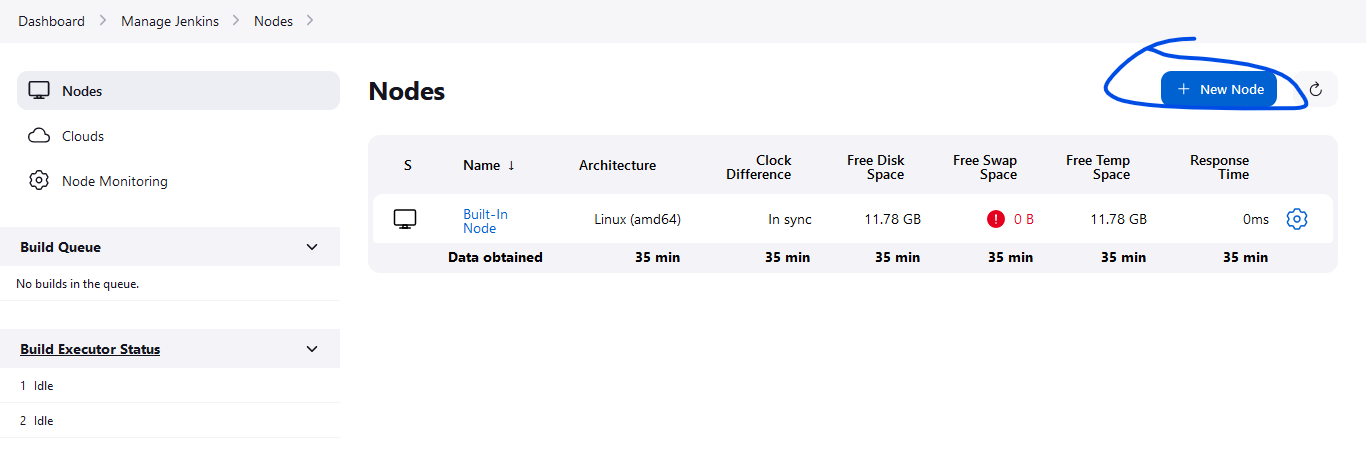 Dashboard > Manage Jenkins > Nodes >
Nodes
Clouds
Node Monitoring
Build Queue
No builds in the queue.
Build Executor Status
1 Idle
2 Idle
Nodes
+ New Node
S Name ↓ Architecture Clock Difference Free Disk Space Free Swap Space Free Temp Space Response Time
Built-In Node Linux (amd64) In sync 11.78 GB ! 0 B 11.78 GB 0ms
Data obtained 35 min 35 min 35 min 35 min 35 min 35 min